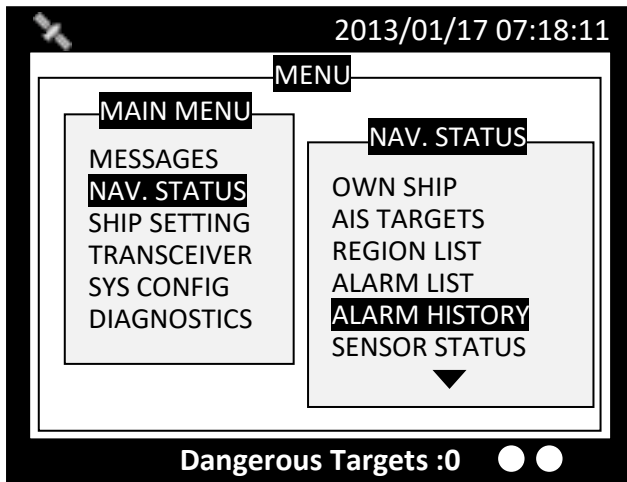 2013/01/17 07:18:11
MENU
MAIN MENU
MESSAGES
NAV. STATUS
SHIP SETTING
TRANSCEIVER
SYS CONFIG
DIAGNOSTICS
NAV. STATUS
OWN SHIP
AIS TARGETS
REGION LIST
ALARM LIST
ALARM HISTORY
SENSOR STATUS
Dangerous Targets :0